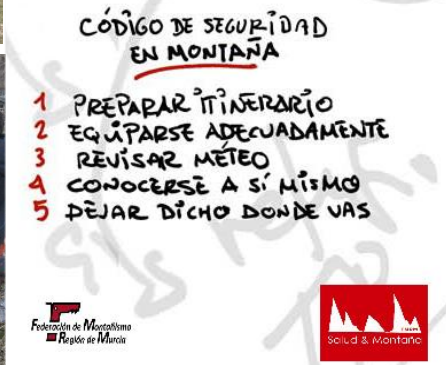 CÓDIGO DE SEGURIDAD
EN MONTAÑA
1 PREPARAR ITINERARIO
2 EQUIPARSE ADECUADAMENTE
3 REVISAR METEO
4 CONOCERSE A SÍ MISMO
5 DEJAR DICHO DONDE VAS
Federación de Montañismo
Región de Murcia
Salud & Montaña